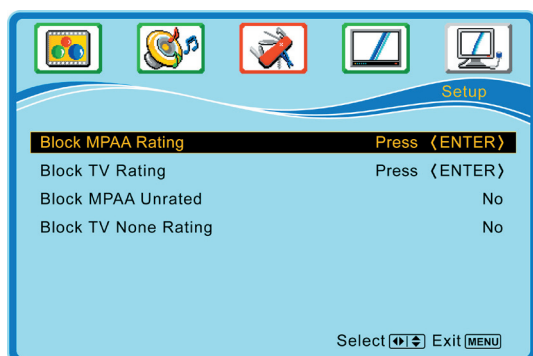 Setup
Block MPAA Rating Press 〈ENTER〉
Block TV Rating Press 〈ENTER〉
Block MPAA Unrated No
Block TV None Rating No
Select Exit MENU